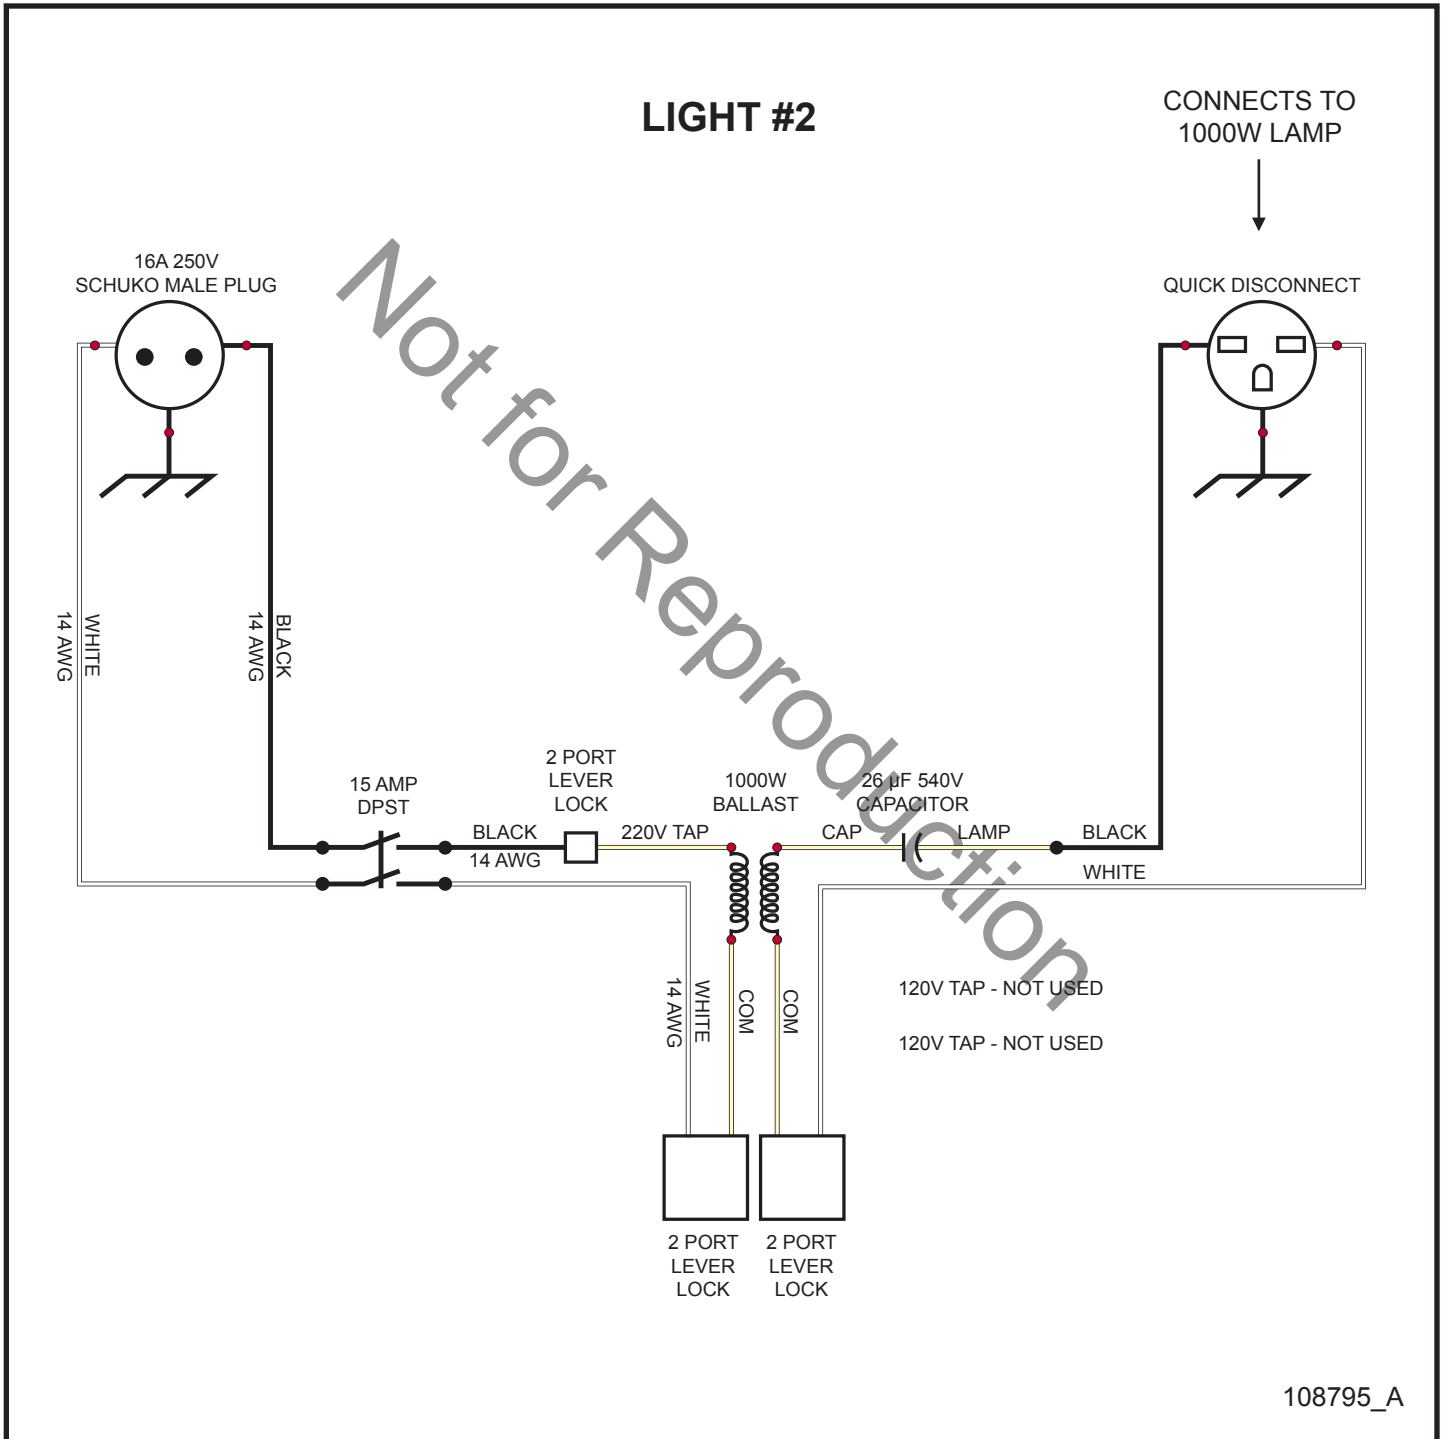 LIGHT #2
CONNECTS TO
1000W LAMP
16A 250V
SCHUKO MALE PLUG
QUICK DISCONNECT
WHITE
14 AWG
BLACK
14 AWG
15 AMP
DPST
2 PORT
LEVER
LOCK
1000W
BALLAST
26 µF 540V
CAPACITOR
BLACK
14 AWG
220V TAP
CAP
LAMP
BLACK
WHITE
WHITE
14 AWG
COM
COM
120V TAP - NOT USED
120V TAP - NOT USED
2 PORT
LEVER
LOCK
2 PORT
LEVER
LOCK
Not for Reproduction
108795_A